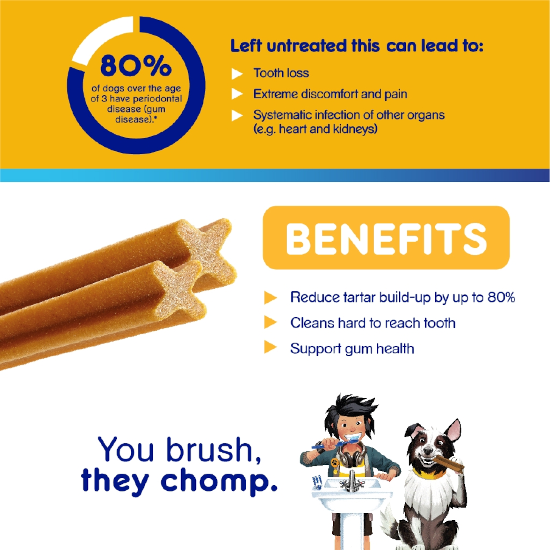 80%
of dogs over the age
of 3 have periodontal
disease (gum
disease).*
Left untreated this can lead to:
Tooth loss
Extreme discomfort and pain
Systematic infection of other organs
(e.g. heart and kidneys)
BENEFITS
Reduce tartar build-up by up to 80%
Cleans hard to reach tooth
Support gum health
You brush,
they chomp.